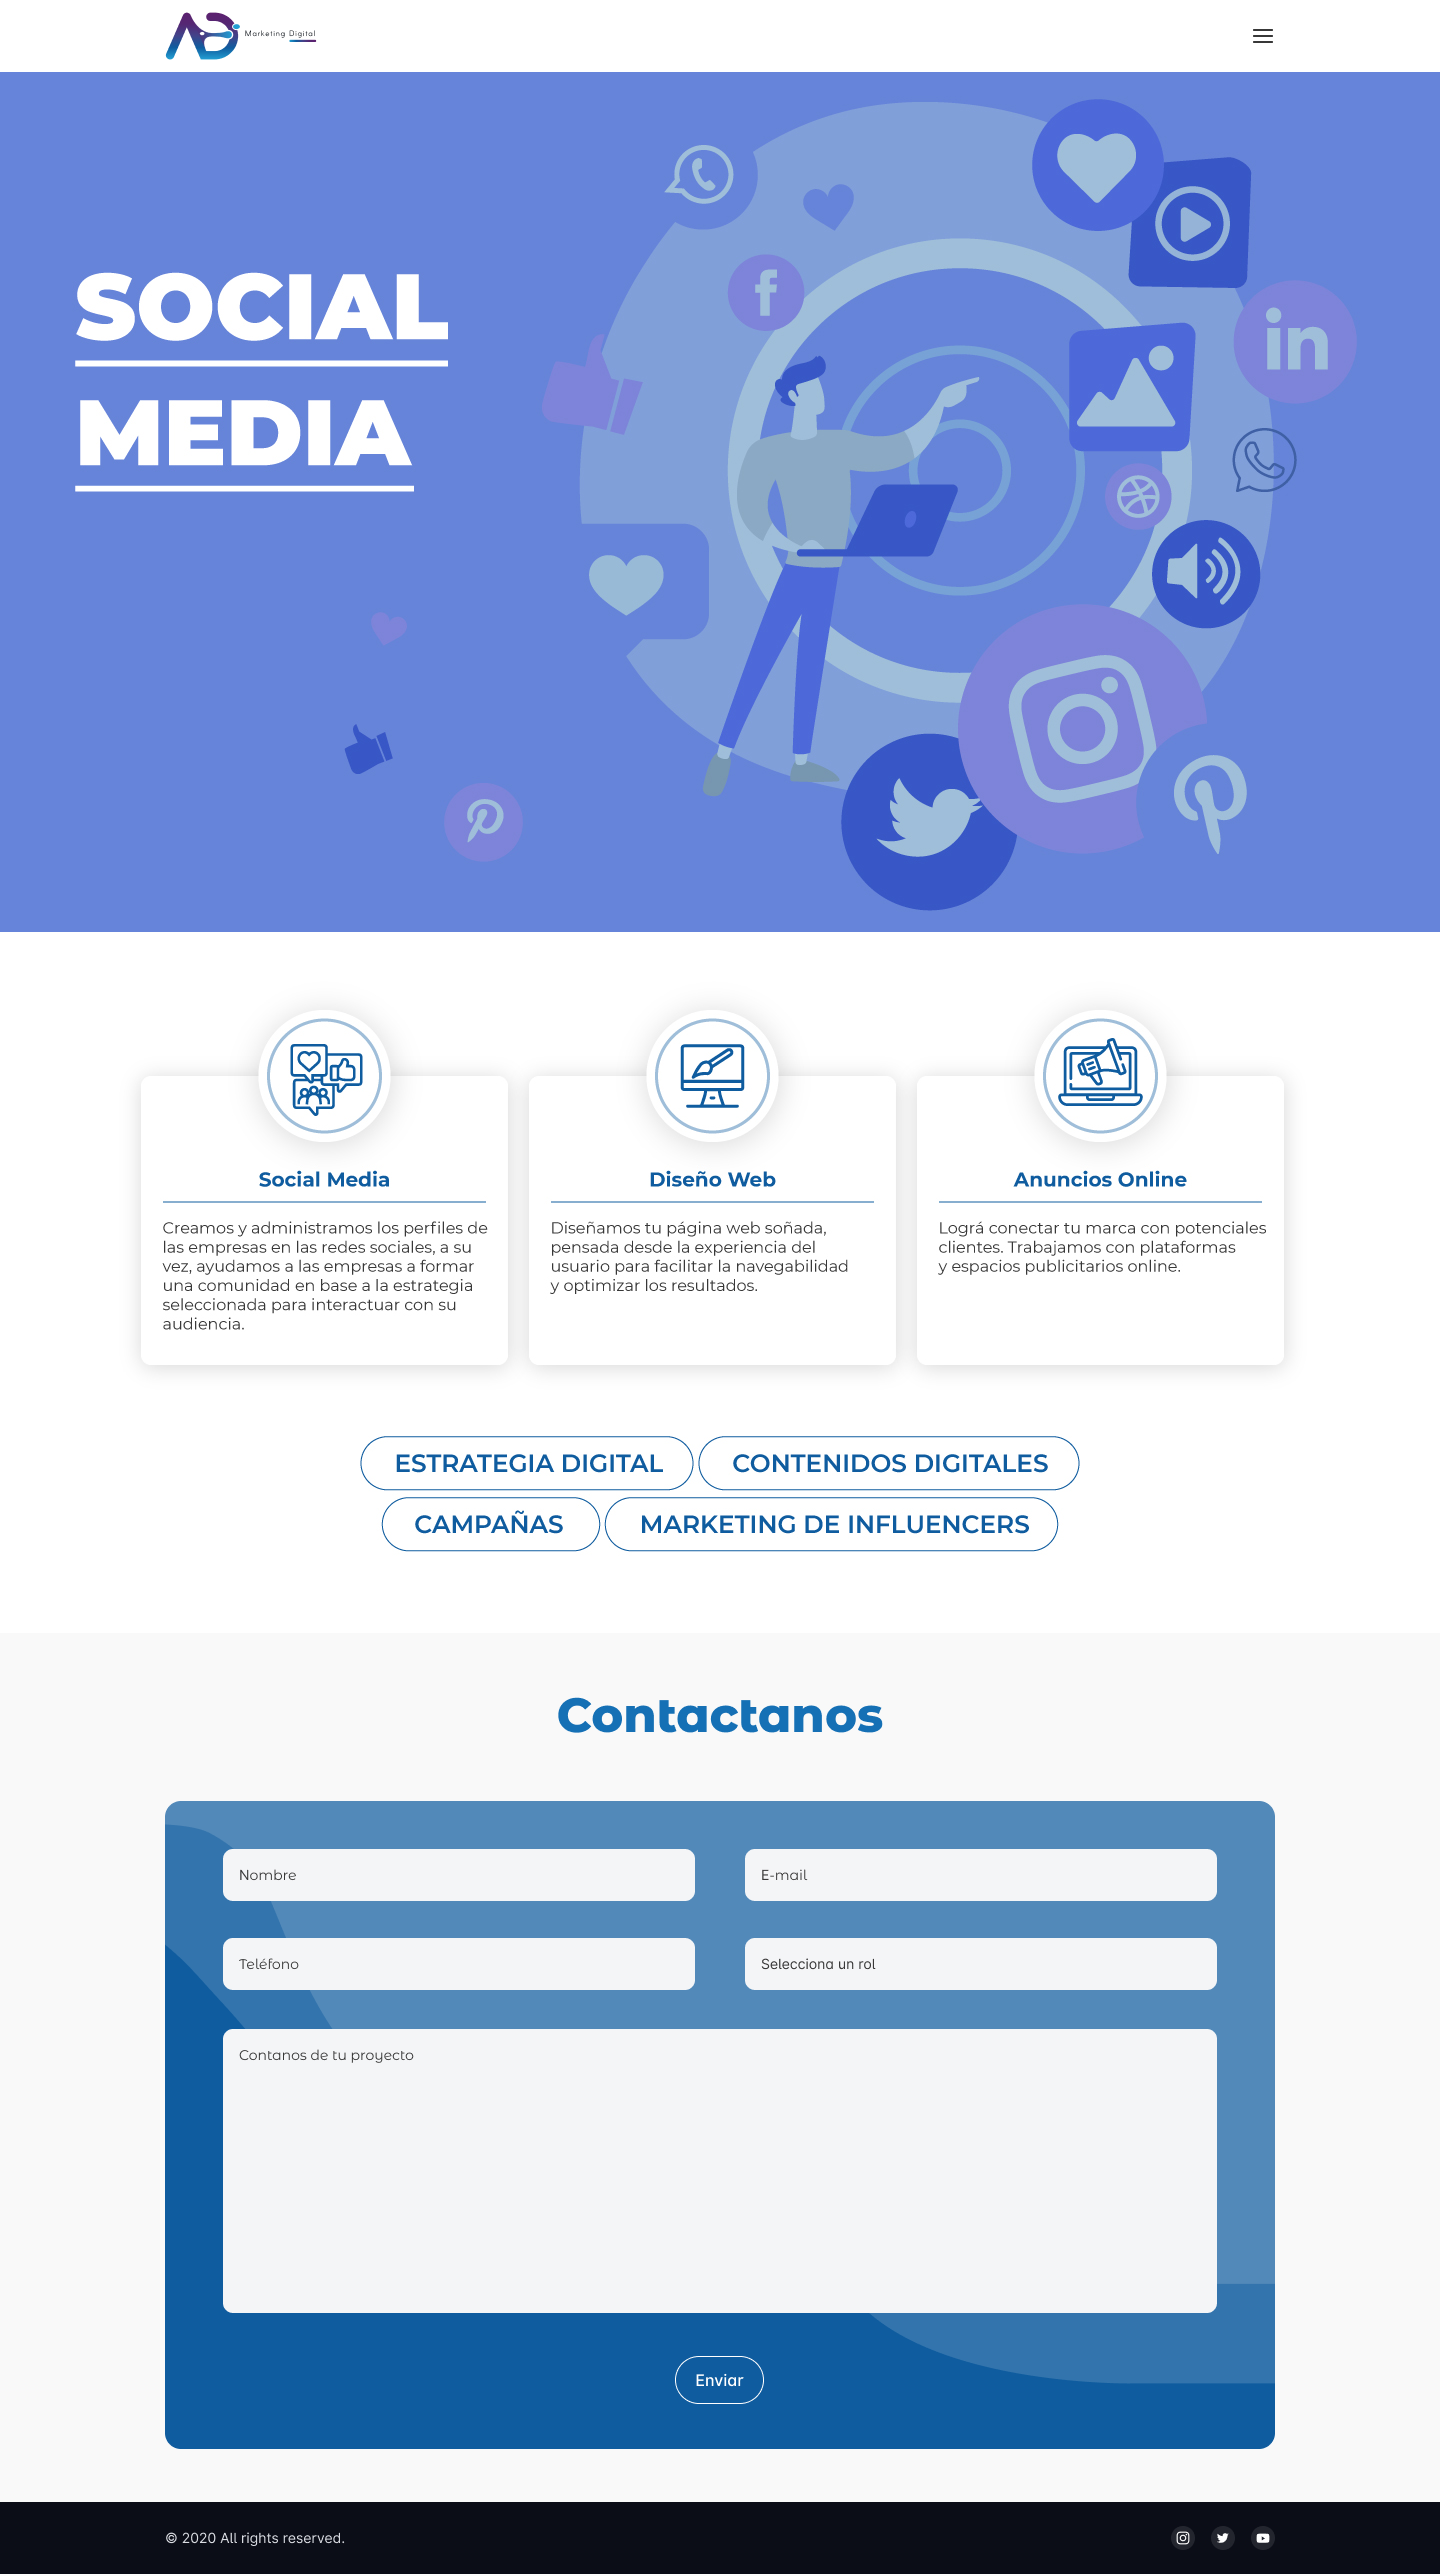 Marketing Digital
SOCIAL
MEDIA
Social Media
Creamos y administramos los perfiles de
las empresas en las redes sociales, a su
vez, ayudamos a las empresas a formar
una comunidad en base a la estrategia
seleccionada para interactuar con su
audiencia.
Diseño Web
Diseñamos tu página web soñada,
pensada desde la experiencia del
usuario para facilitar la navegabilidad
y optimizar los resultados.
Anuncios Online
Lográ conectar tu marca con potenciales
clientes. Trabajamos con plataformas
y espacios publicitarios online.
ESTRATEGIA DIGITAL
CONTENIDOS DIGITALES
CAMPAÑAS
MARKETING DE INFLUENCERS
Contactanos
Nombre
E-mail
Teléfono
Selecciona un rol
Contanos de tu proyecto
Enviar
© 2020 All rights reserved.